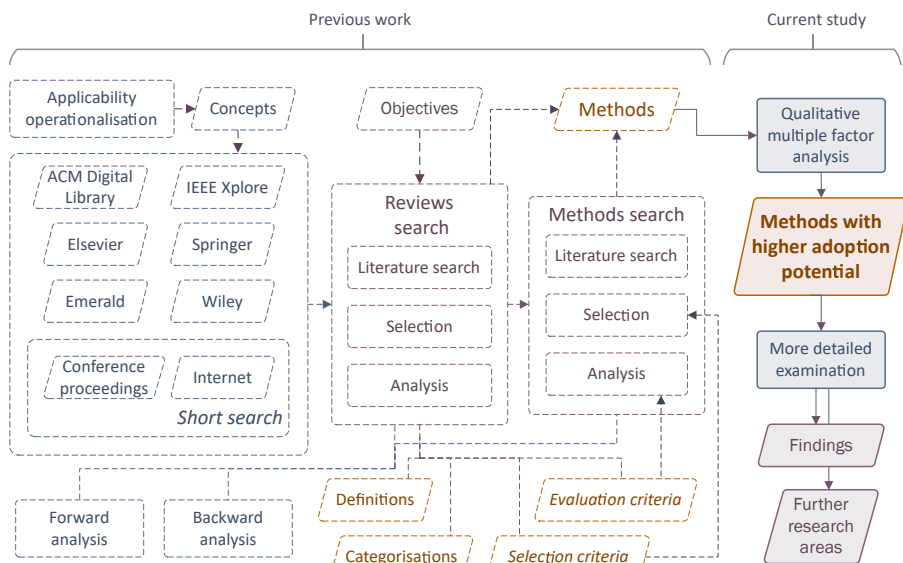 Previous work
Current study
Applicability
operationalisation
Concepts
Objectives
Methods
Qualitative
multiple factor
analysis
ACM Digital
Library
IEEE Xplore
Elsevier
Springer
Emerald
Wiley
Conference
proceedings
Internet
Short search
Reviews
search
Literature search
Selection
Analysis
Methods search
Literature search
Selection
Analysis
Methods with
higher adoption
potential
More detailed
examination
Findings
Further
research
areas
Forward
analysis
Backward
analysis
Definitions
Evaluation criteria
Categorisations
Selection criteria